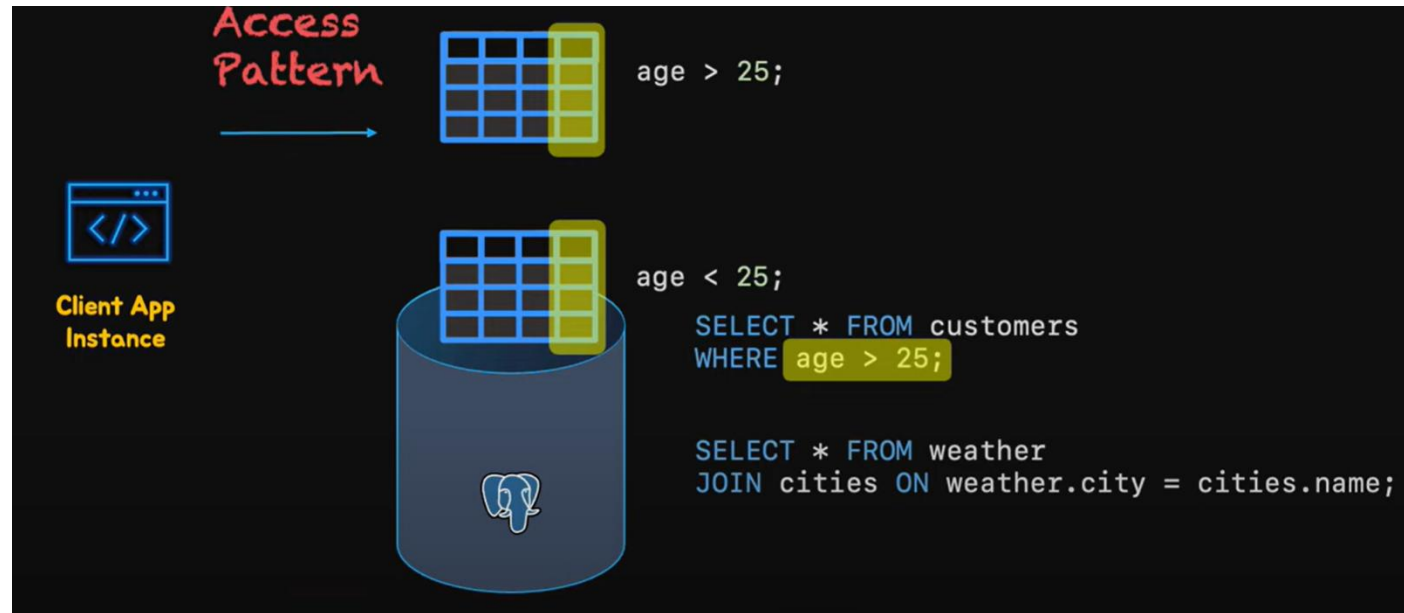 Access
Pattern
age > 25;
</>
Client App
Instance
age < 25;
SELECT * FROM customers
WHERE age > 25;
SELECT * FROM weather
JOIN cities ON weather.city = cities.name;